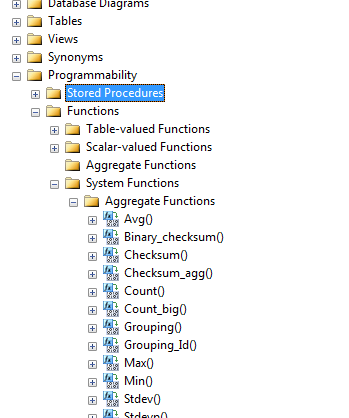 Database Diagrams
Tables
Views
Synonyms
Programmability
Stored Procedures
Functions
Table-valued Functions
Scalar-valued Functions
Aggregate Functions
System Functions
Aggregate Functions
Avg()
Binary_checksum()
Checksum()
Checksum_agg()
Count()
Count_big()
Grouping()
Grouping_Id()
Max()
Min()
Stdev()
Stdevp()